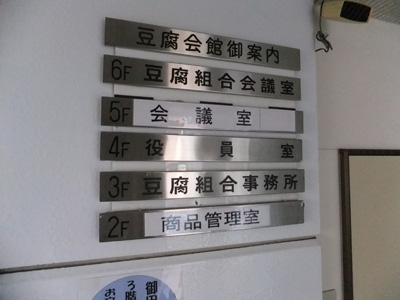 豆腐会館御案内
6F 豆腐組合会議室
5F 会議室
4F 役員室
3F 豆腐組合事務所
2F 商品管理室